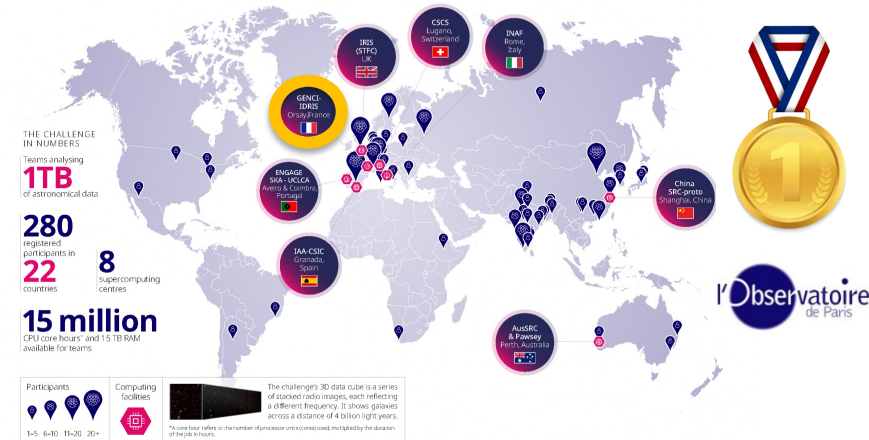 CSCS
Lugano,
Switzerland
INAF
Rome,
Italy
IRIS
(STFC)
UK
GENCI-
IDRIS
Orsay,France
THE CHALLENGE
IN NUMBERS
Teams analysing
1TB
of astronomical data
280
registered
participants in
22
countries
8
supercomputing
centres
15 million
CPU core hours* and 15 TB RAM
available for teams
ENGAGE
SKA - UCLCA
Aveiro & Coimbra,
Portugal
IAA-CSIC
Granada,
Spain
China
SRC-proto
Shanghai, China
AusSRC
& Pawsey
Perth, Australia
1
l'Observatoire
de Paris
Participants
1-5 6-10 11-20 20+
Computing
facilities
The challenge's 3D data cube is a series
of stacked radio images, each reflecting
a different frequency. It shows galaxies
across a distance of 4 billion light years.
*A core hour refers to the number of processor units (cores) used, multiplied by the duration
of the job in hours.